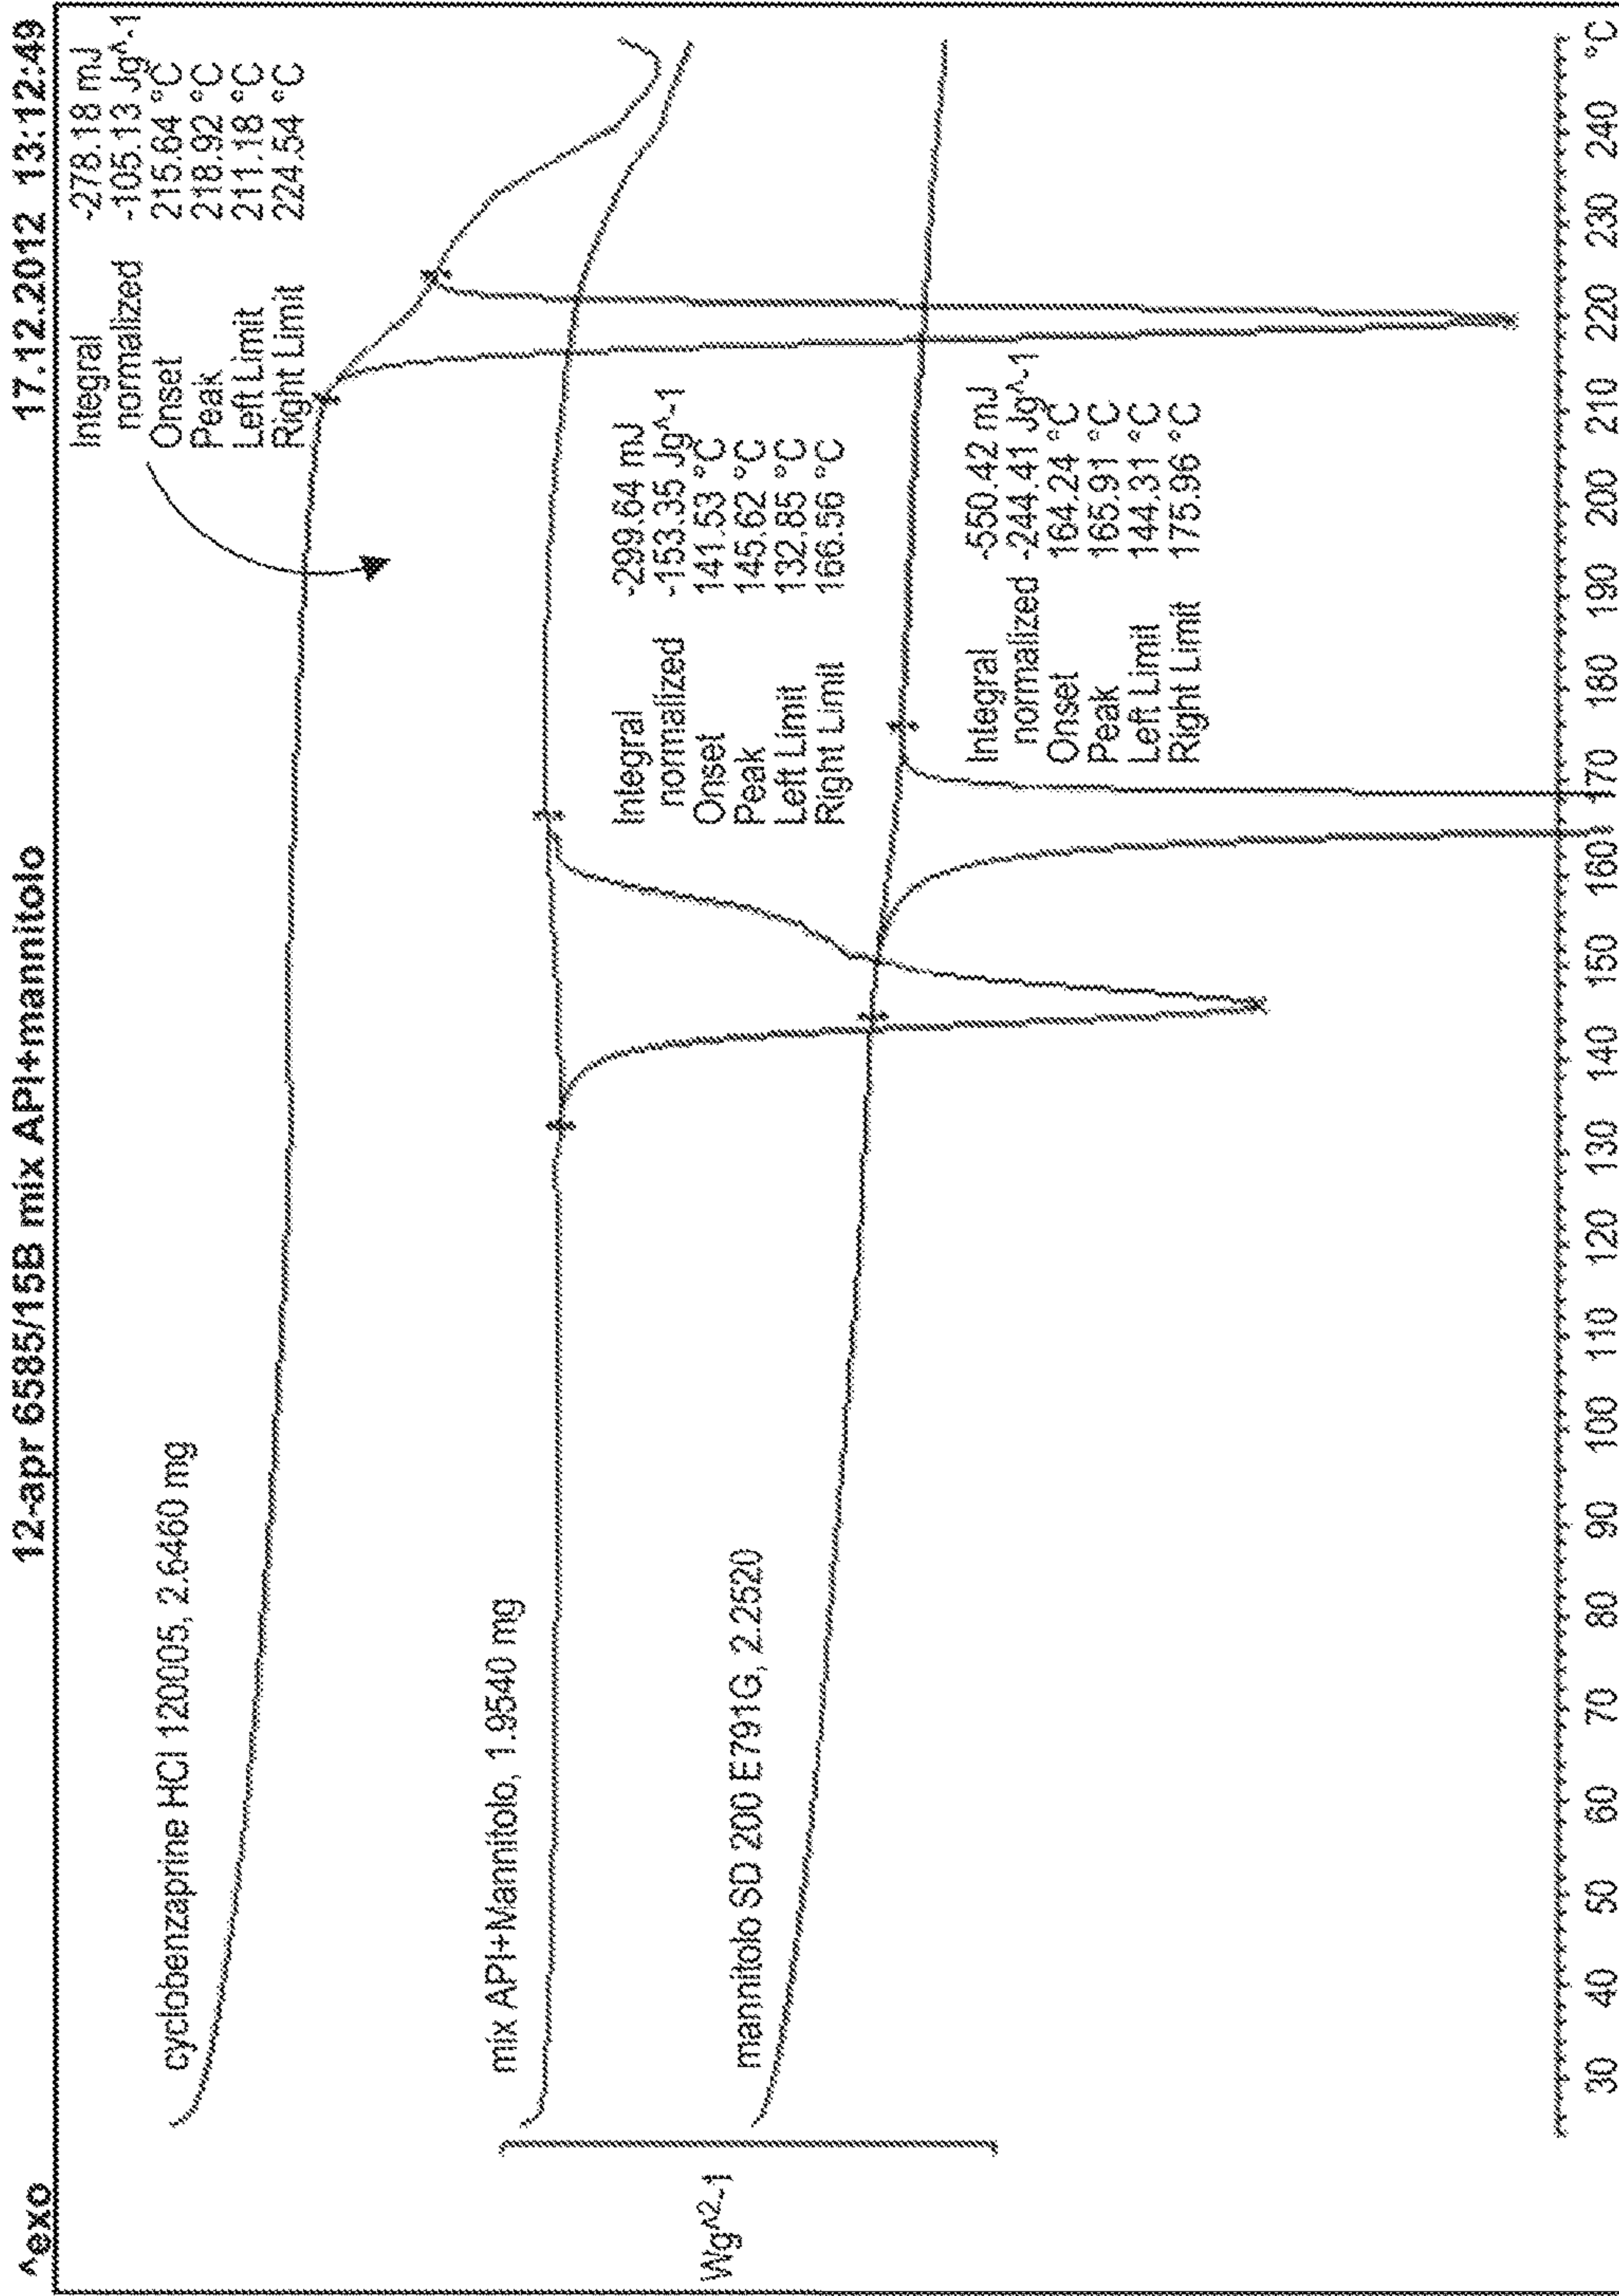 ^exo
12-apr 6585/15B mix API+mannitolo
17.12.2012 13:12:49
Integral -278.18 mJ
normalized -105.13 Jg^-1
Onset 215.64 °C
Peak 218.92 °C
Left Limit 211.18 °C
Right Limit 224.54 °C
cyclobenzaprine HCl 12000S, 2.6460 mg
mix API+Mannitolo, 1.9540 mg
Integral -299.64 mJ
normalized -153.35 Jg^-1
Onset 141.53 °C
Peak 145.62 °C
Left Limit 132.85 °C
Right Limit 166.56 °C
mannitolo SD 200 E791G, 2.2520
Integral -550.42 mJ
normalized -244.41 Jg^-1
Onset 164.24 °C
Peak 165.91 °C
Left Limit 144.31 °C
Right Limit 175.96 °C
Wg^2-1
30 40 50 60 70 80 90 100 110 120 130 140 150 160 170 180 190 200 210 220 230 240 °C